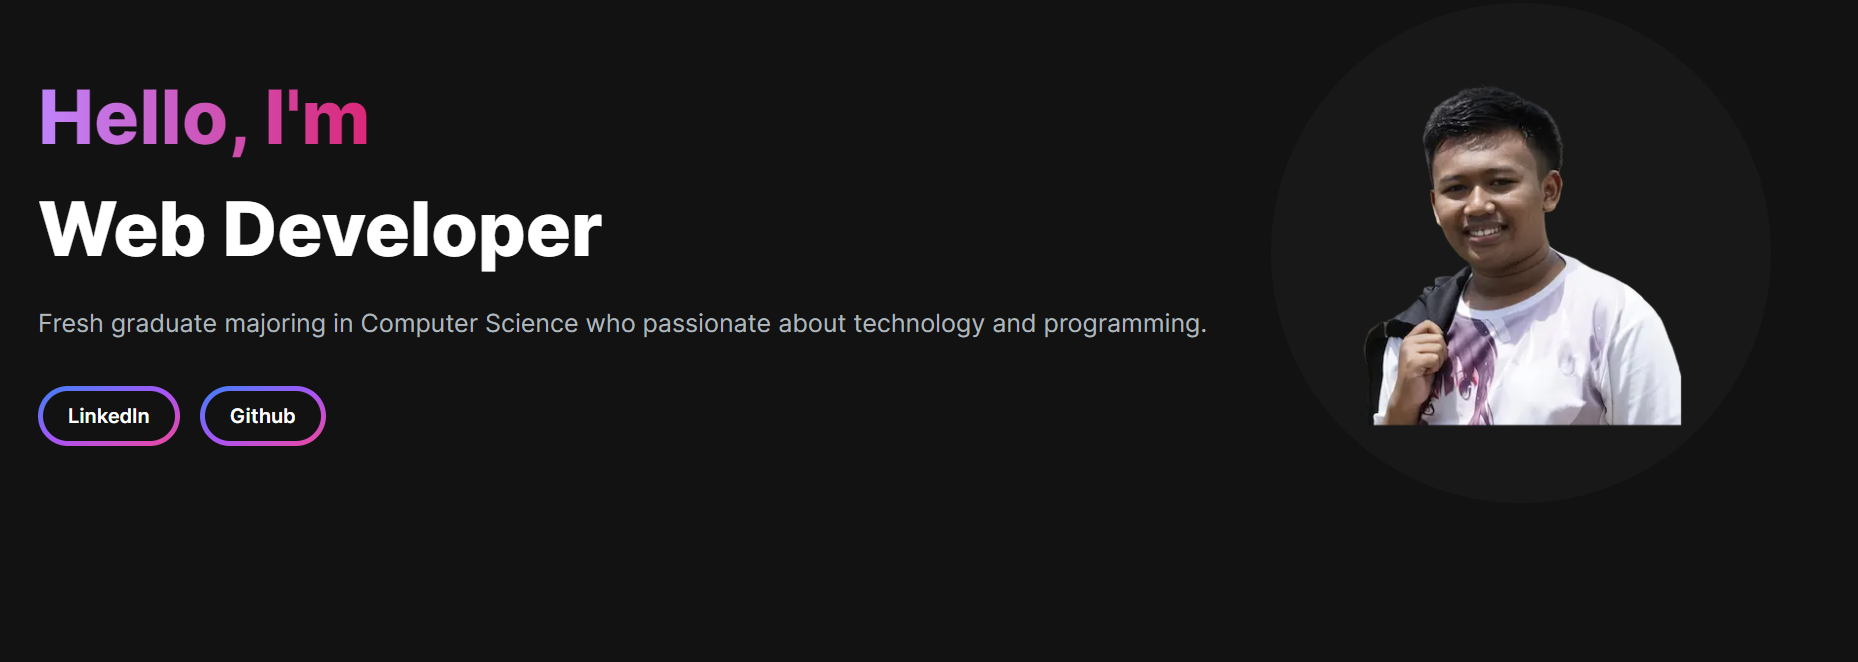 Hello, I'm
Web Developer
Fresh graduate majoring in Computer Science who passionate about technology and programming.
LinkedIn
Github